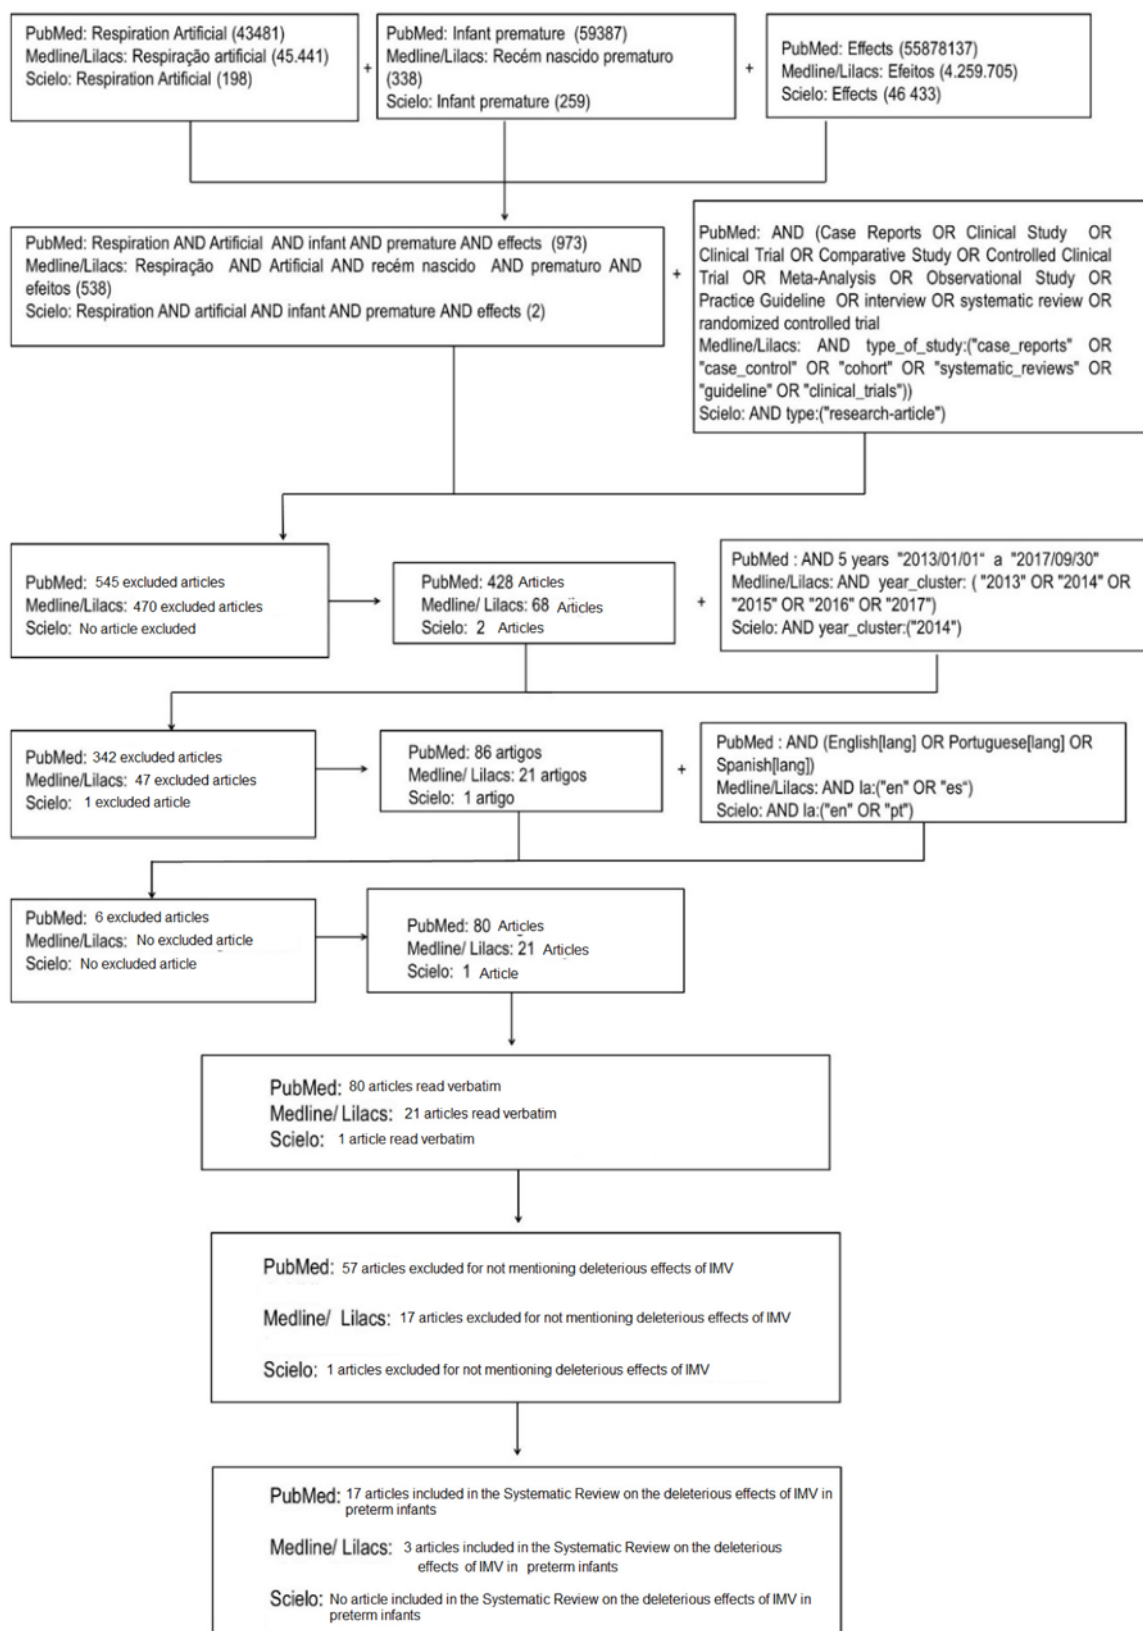 PubMed: Respiration Artificial (43481)
Medline/Lilacs: Respiração artificial (45.441)
Scielo: Respiration Artificial (198)
+
PubMed: Infant premature (59387)
Medline/Lilacs: Recém nascido prematuro
(338)
Scielo: Infant premature (259)
+
PubMed: Effects (55878137)
Medline/Lilacs: Efeitos (4.259.705)
Scielo: Effects (46 433)
PubMed: Respiration AND Artificial AND infant AND premature AND effects (973)
Medline/Lilacs: Respiração AND Artificial AND recém nascido AND prematuro AND
efeitos (538)
Scielo: Respiration AND artificial AND infant AND premature AND effects (2)
+
PubMed: AND (Case Reports OR Clinical Study OR
Clinical Trial OR Comparative Study OR Controlled Clinical
Trial OR Meta-Analysis OR Observational Study OR
Practice Guideline OR interview OR systematic review OR
randomized controlled trial
Medline/Lilacs: AND type_of_study:("case_reports" OR
"case_control" OR "cohort" OR "systematic_reviews" OR
"guideline" OR "clinical_trials"))
Scielo: AND type:("research-article")
PubMed: 545 excluded articles
Medline/Lilacs: 470 excluded articles
Scielo: No article excluded
PubMed: 428 Articles
Medline/ Lilacs: 68 Articles
Scielo: 2 Articles
+
PubMed : AND 5 years "2013/01/01“ a "2017/09/30"
Medline/Lilacs: AND year_cluster: ( "2013" OR "2014" OR
"2015" OR "2016" OR "2017")
Scielo: AND year_cluster:("2014")
PubMed: 342 excluded articles
Medline/Lilacs: 47 excluded articles
Scielo: 1 excluded article
PubMed: 86 artigos
Medline/ Lilacs: 21 artigos
Scielo: 1 artigo
+
PubMed : AND (English[lang] OR Portuguese[lang] OR
Spanish[lang])
Medline/Lilacs: AND la:("en" OR "es“)
Scielo: AND la:("en" OR "pt")
PubMed: 6 excluded articles
Medline/Lilacs: No excluded article
Scielo: No excluded article
PubMed: 80 Articles
Medline/ Lilacs: 21 Articles
Scielo: 1 Article
PubMed: 80 articles read verbatim
Medline/ Lilacs: 21 articles read verbatim
Scielo: 1 article read verbatim
PubMed: 57 articles excluded for not mentioning deleterious effects of IMV
Medline/ Lilacs: 17 articles excluded for not mentioning deleterious effects of IMV
Scielo: 1 articles excluded for not mentioning deleterious effects of IMV
PubMed: 17 articles included in the Systematic Review on the deleterious effects of IMV in
preterm infants
Medline/ Lilacs: 3 articles included in the Systematic Review on the deleterious
effects of IMV in preterm infants
Scielo: No article included in the Systematic Review on the deleterious effects of IMV in
preterm infants